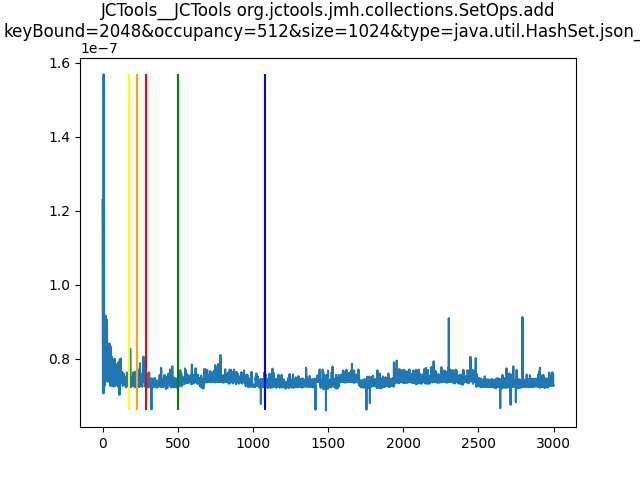 JCTools__JCTools org.jctools.jmh.collections.SetOps.add
keyBound=2048&occupancy=512&size=1024&type=java.util.HashSet.json_
1e−7
1.6
1.4
1.2
1.0
0.8
0 500 1000 1500 2000 2500 3000